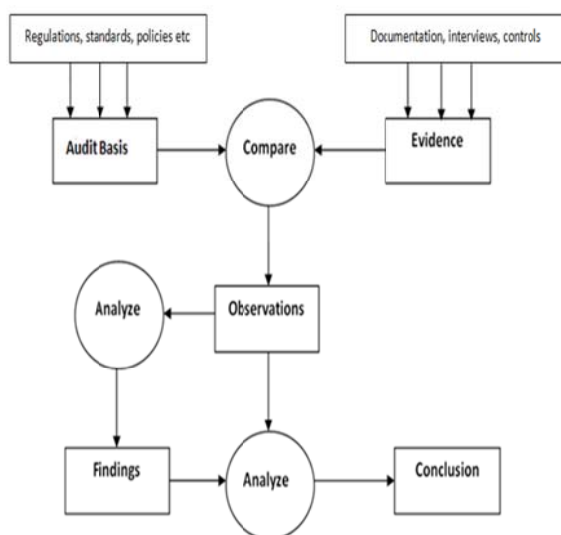 Regulations, standards, policies etc
Documentation, interviews, controls
Audit Basis
Compare
Evidence
Analyze
Observations
Findings
Analyze
Conclusion